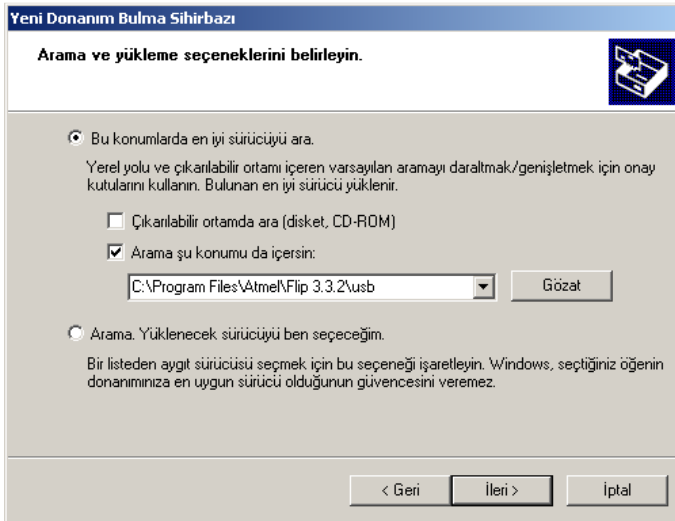 Yeni Donanım Bulma Sihirbazı
Arama ve yükleme seçeneklerini belirleyin.
Bu konumlarda en iyi sürücüyü ara.
Yerel yolu ve çıkarılabilir ortamı içeren varsayılan aramayı daraltmak/genişletmek için onay
kutularını kullanın. Bulunan en iyi sürücü yüklenir.
Çıkarılabilir ortamda ara (disket, CD-ROM)
Arama şu konumu da içersin:
C:\Program Files\Atmel\Flip 3.3.2\usb
Gözat
Arama. Yüklenecek sürücüyü ben seçeceğim.
Bir listeden aygıt sürücüsü seçmek için bu seçeneği işaretleyin. Windows, seçtiğiniz öğenin
donanımınıza en uygun sürücü olduğunun güvencesini veremez.
< Geri
İleri >
İptal